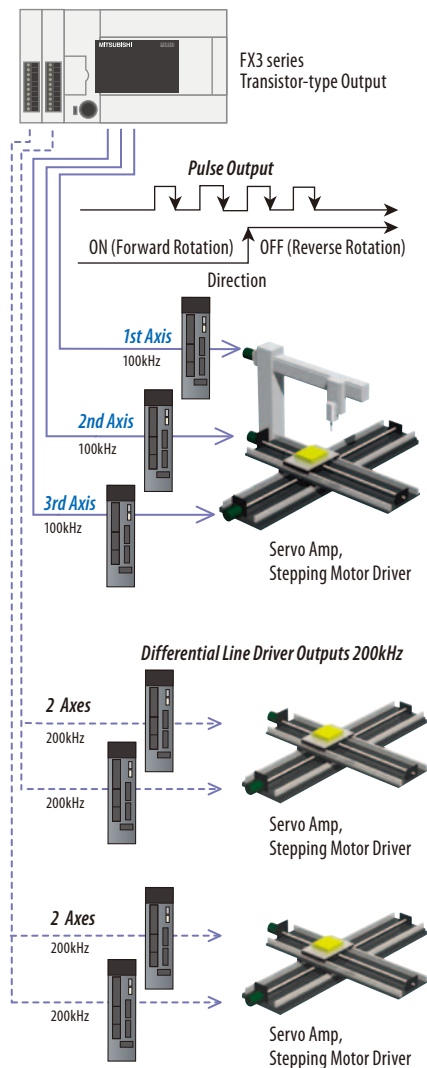 MITSUBISHI
FX3 series
Transistor-type Output
Pulse Output
ON (Forward Rotation)
OFF (Reverse Rotation)
Direction
1st Axis
100kHz
2nd Axis
100kHz
3rd Axis
100kHz
Servo Amp,
Stepping Motor Driver
Differential Line Driver Outputs 200kHz
2 Axes
200kHz
200kHz
Servo Amp,
Stepping Motor Driver
2 Axes
200kHz
200kHz
Servo Amp,
Stepping Motor Driver